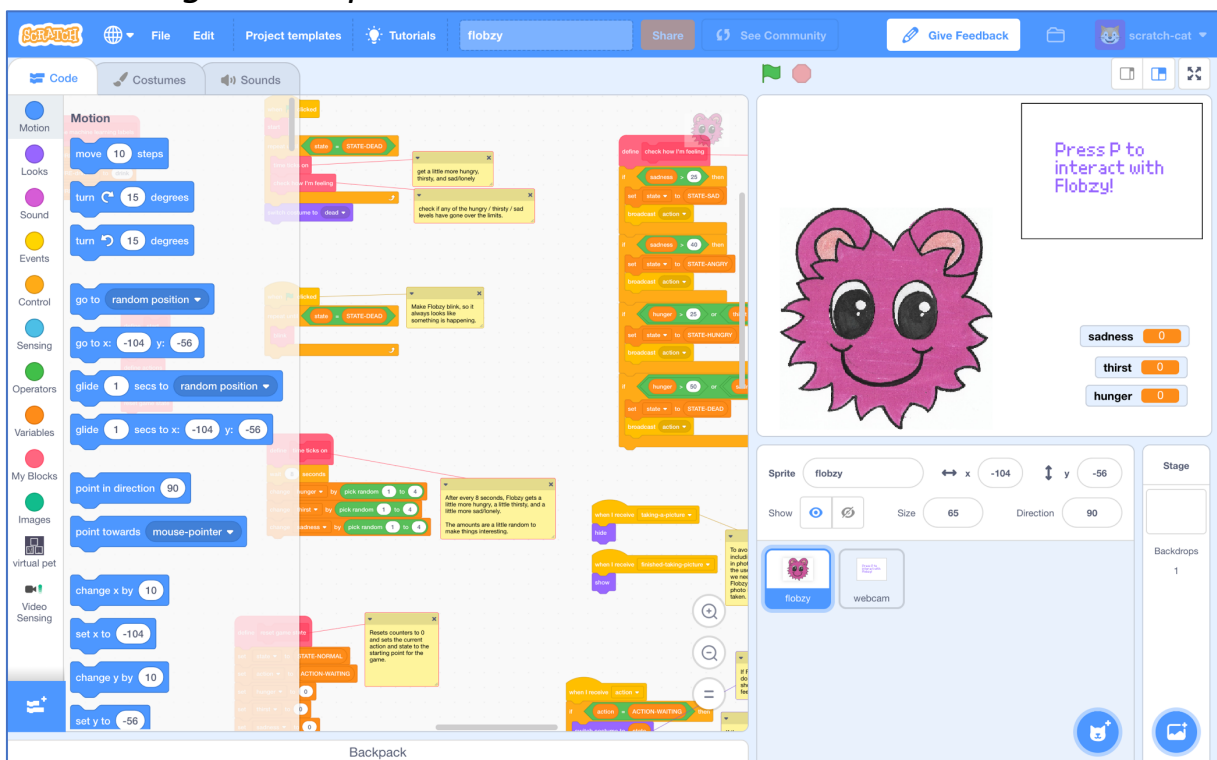 SCRATCH
File
Edit
Project templates
Tutorials
flobzy
Share
See Community
Give Feedback
scratch-cat
Code
Costumes
Sounds
Motion
Looks
Sound
Events
Control
Sensing
Operators
Variables
My Blocks
Images
virtual pet
Video
Sensing
Motion
move 10 steps
turn 15 degrees
turn 15 degrees
go to random position
go to x: -104 y: -56
glide 1 secs to random position
glide 1 secs to x: -104 y: -56
point in direction 90
point towards mouse-pointer
change x by 10
set x to -104
change y by 10
set y to -56
state = STATE-DEAD
dead
get a little more hungry,
thirsty, and sad/lonely
check if any of the hungry / thirsty / sad
levels have gone over the limits.
state = STATE-DEAD
Make Flobzy blink, so it
always looks like
something is happening.
by pick random 1 to 4
by pick random 1 to 4
by pick random 1 to 4
After every 8 seconds, Flobzy gets a
little more hungry, a little thirsty, and a
little more sad/lonely.
The amounts are a little random to
make things interesting.
STATE-NORMAL
ACTION-WAITING
0
0
0
Resets counters to 0
and sets the current
action and state to the
starting point for the
game.
define check how I'm feeling
if sadness > 25 then
set state to STATE-SAD
broadcast action
if sadness > 40 then
set state to STATE-ANGRY
broadcast action
if hunger > 25 or
set state to STATE-HUNGRY
broadcast action
if hunger > 50 or
set state to STATE-DEAD
broadcast action
when I receive taking-a-picture
hide
when I receive finished-taking-picture
show
when I receive action
if action = ACTION-WAITING then
switch costume to state
Backpack
Press P to
interact with
Flobzy!
sadness 0
thirst 0
hunger 0
Sprite flobzy x -104 y -56
Show Size 65 Direction 90
flobzy
webcam
Stage
Backdrops
1